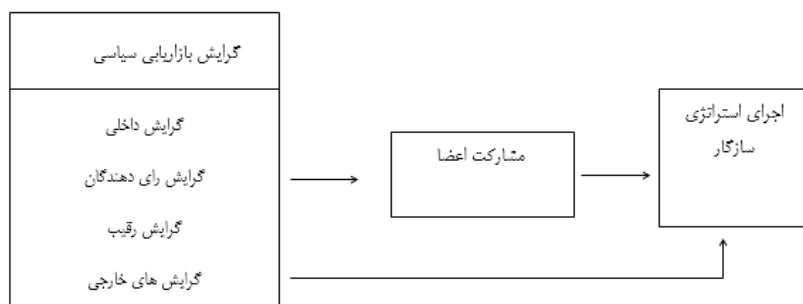 گرایش بازاریابی سیاسی
گرایش داخلی
گرایش رای دهندگان
گرایش رقیب
گرایش های خارجی
مشارکت اعضا
اجرای استراتژی
سازگار